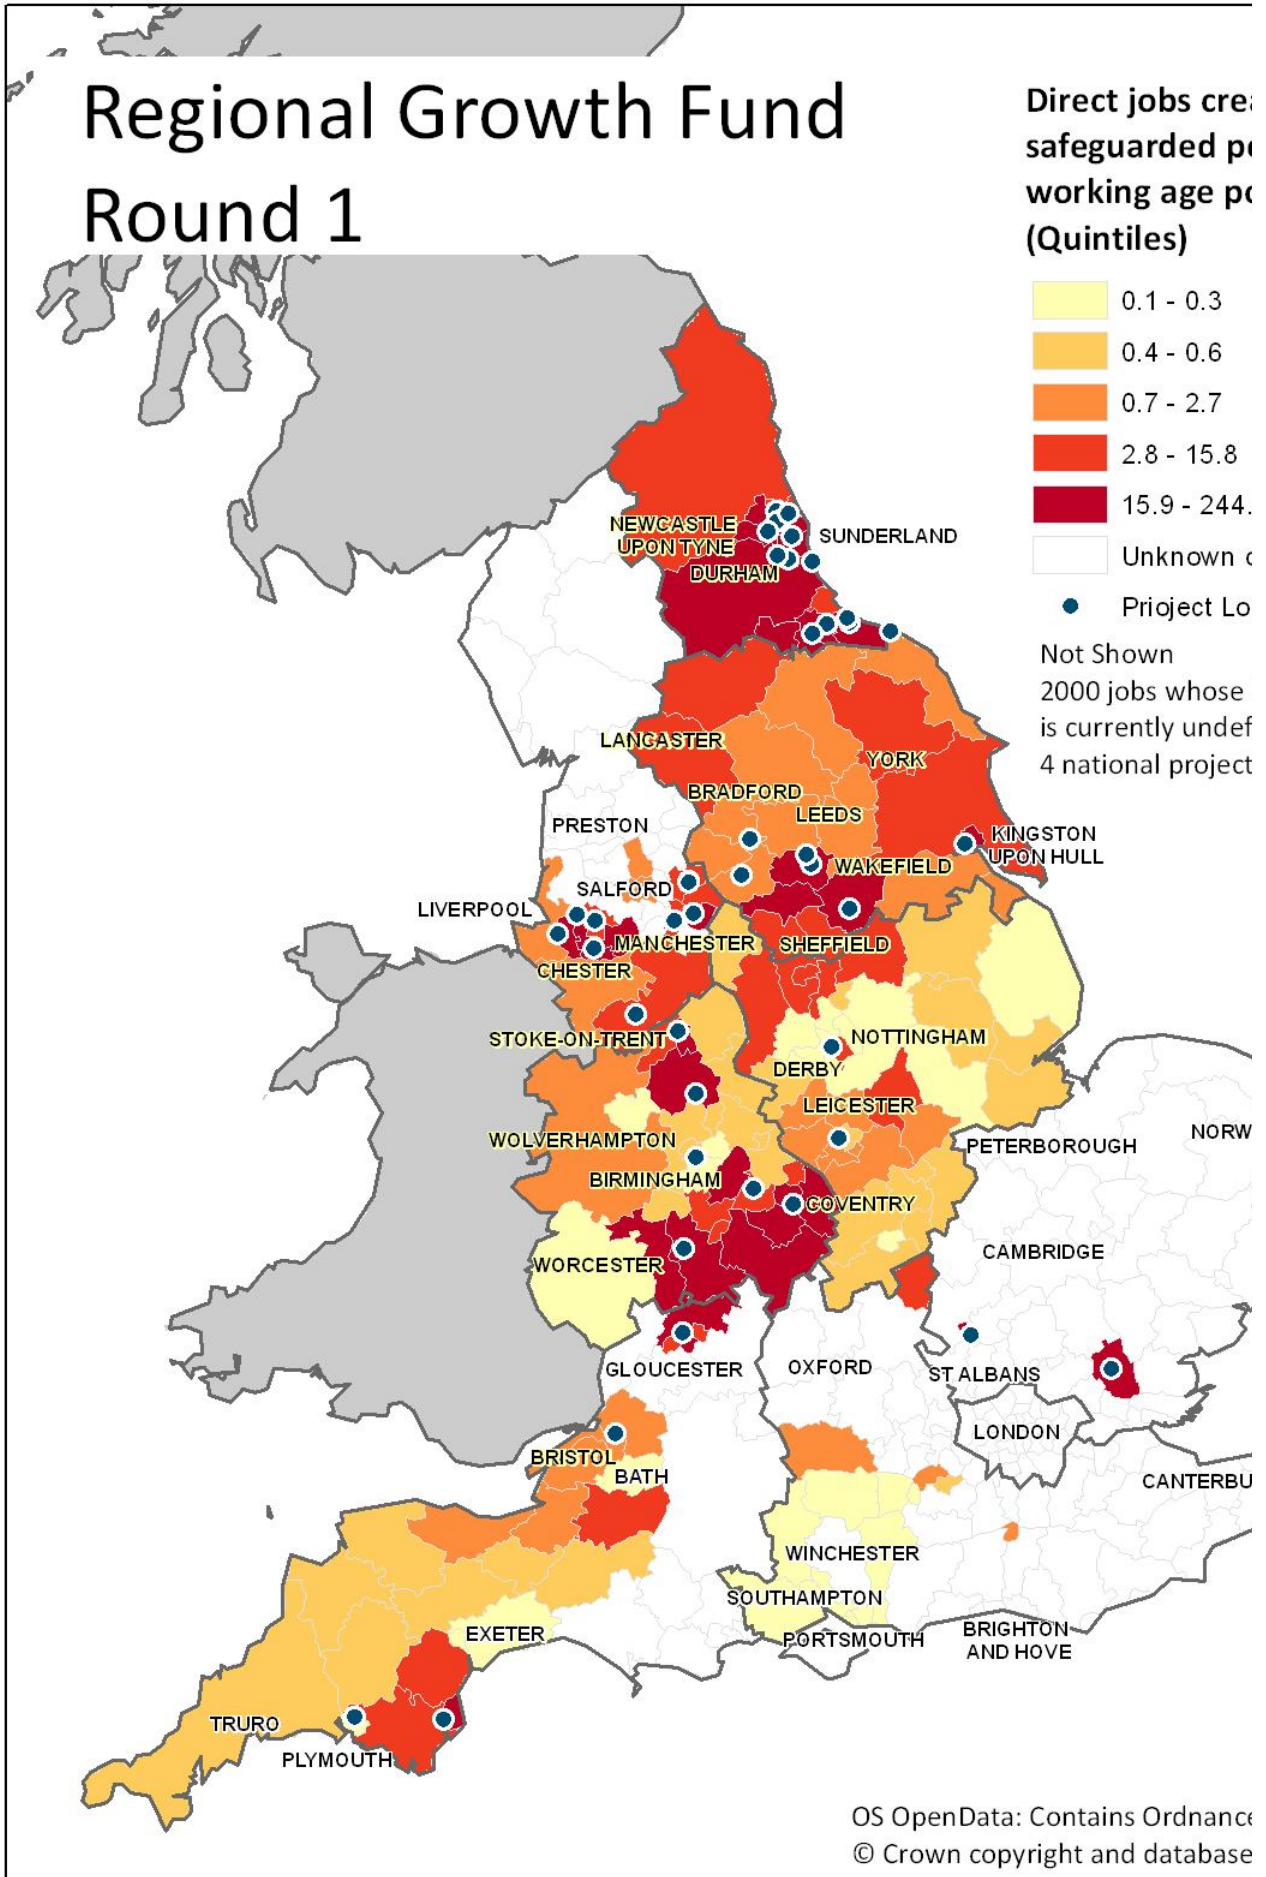 Regional Growth Fund
Round 1
Direct jobs crea
safeguarded pe
working age po
(Quintiles)
0.1 - 0.3
0.4 - 0.6
0.7 - 2.7
2.8 - 15.8
15.9 - 244.
Unknown o
Prioject Lo
Not Shown
2000 jobs whose
is currently undef
4 national project
NEWCASTLE
UPON TYNE
SUNDERLAND
DURHAM
LANCASTER
YORK
BRADFORD
LEEDS
PRESTON
KINGSTON
UPON HULL
WAKEFIELD
SALFORD
LIVERPOOL
MANCHESTER
SHEFFIELD
CHESTER
STOKE-ON-TRENT
NOTTINGHAM
DERBY
LEICESTER
WOLVERHAMPTON
PETERBOROUGH
NORW
BIRMINGHAM
COVENTRY
CAMBRIDGE
WORCESTER
GLOUCESTER
OXFORD
ST ALBANS
LONDON
BRISTOL
BATH
CANTERBU
WINCHESTER
SOUTHAMPTON
PORTSMOUTH
BRIGHTON
AND HOVE
EXETER
TRURO
PLYMOUTH
OS OpenData: Contains Ordnance
© Crown copyright and database